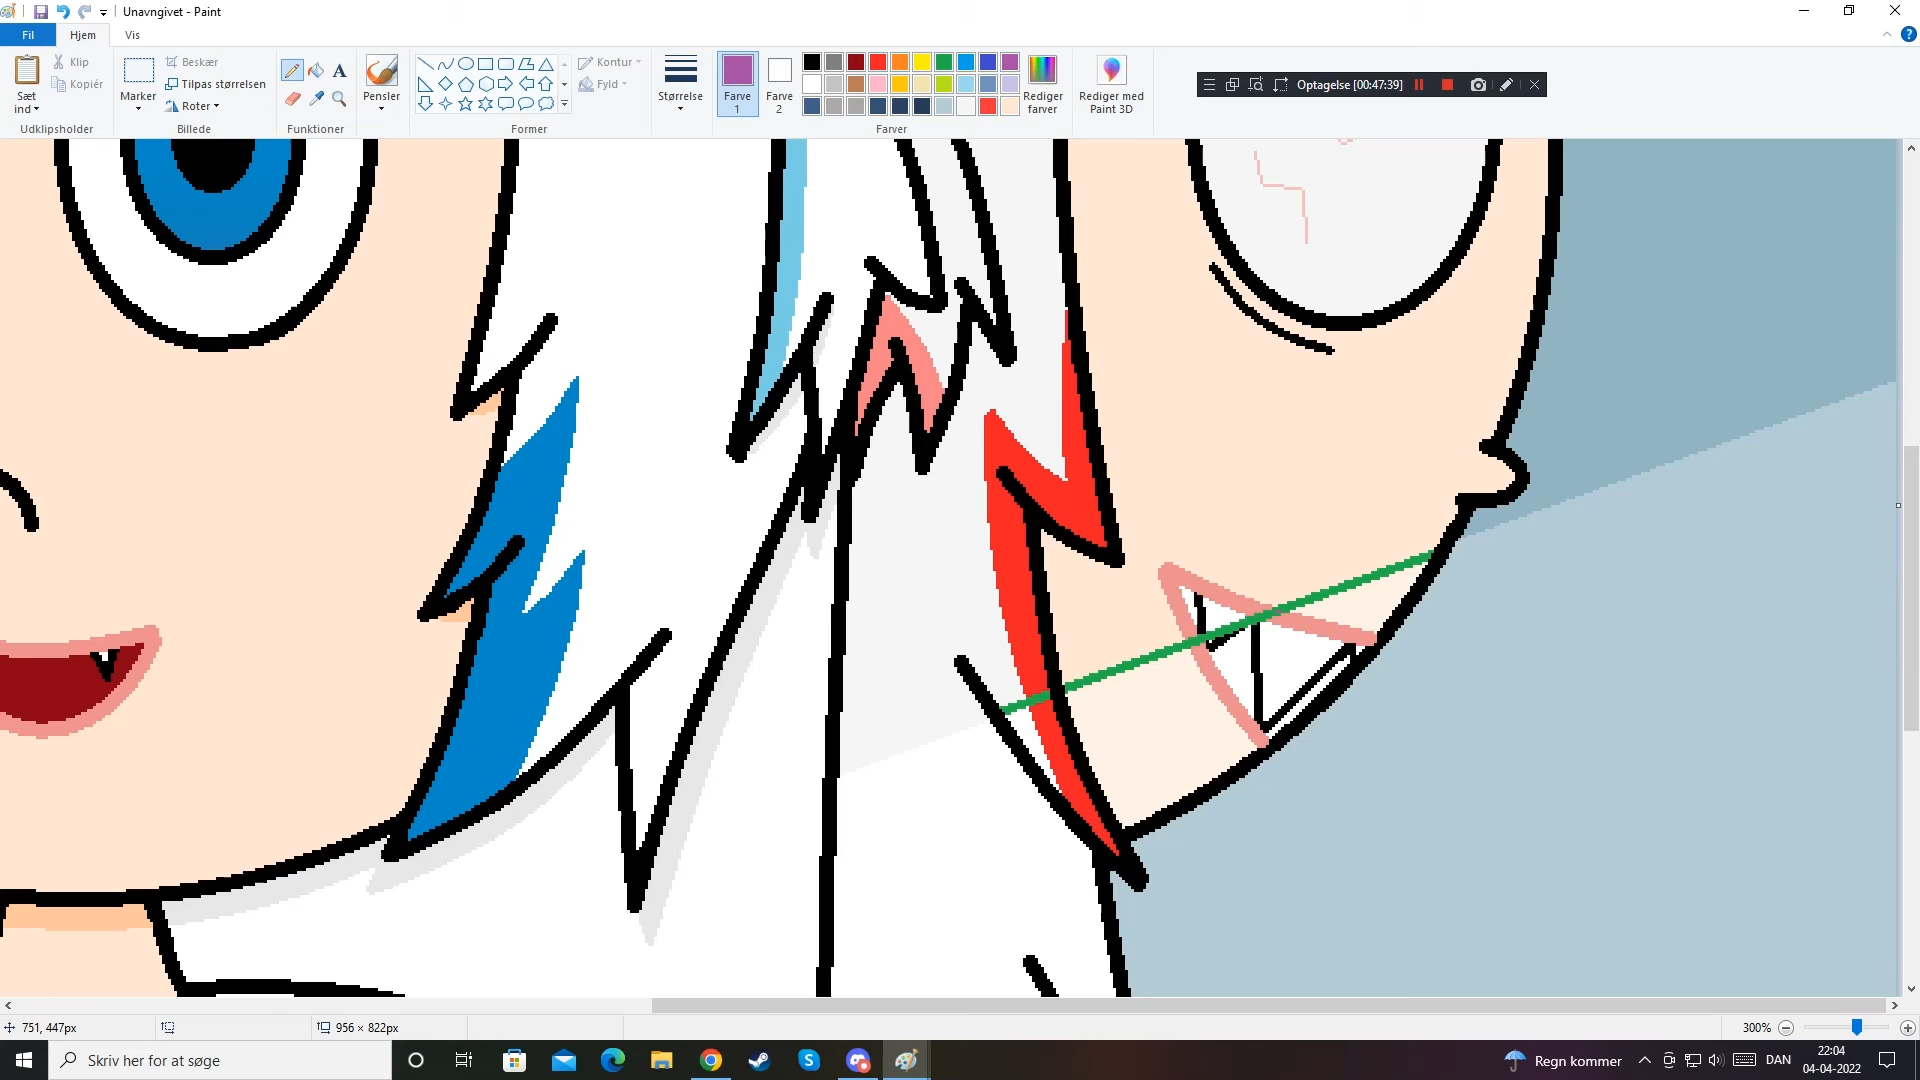 Unavngivet - Paint
Fil
Hjem
Vis
Klip
Kopiér
Sæt ind
Udklipsholder
Marker
Beskær
Tilpas størrelsen
Roter
Billede
A
Funktioner
Pensler
Former
Kontur
Fyld
Størrelse
Farve 1
Farve 2
Farver
Rediger farver
Rediger med Paint 3D
Optagelse [00:47:39]
751, 447px
956 × 822px
300%
Skriv her for at søge
Regn kommer
DAN
22:04
04-04-2022